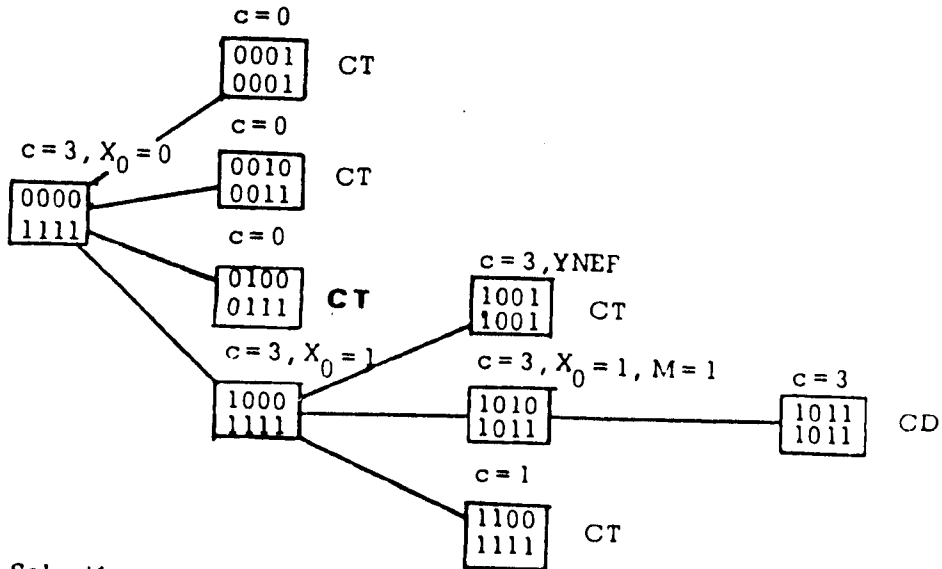 c = 0
0001
0001
CT
c = 0
c = 3, X0 = 0
0010
0011
CT
0000
1111
c = 0
0100
0111
CT
c = 3, YNEF
1001
1001
CT
c = 3, X0 = 1
c = 3, X0 = 1, M = 1
c = 3
1000
1111
1010
1011
1011
1011
CD
c = 1
1100
1111
CT